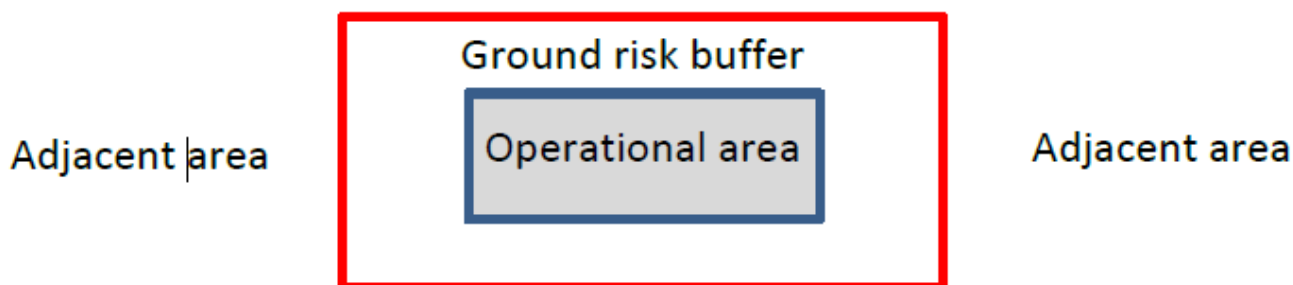 Ground risk buffer
Adjacent area
Operational area
Adjacent area